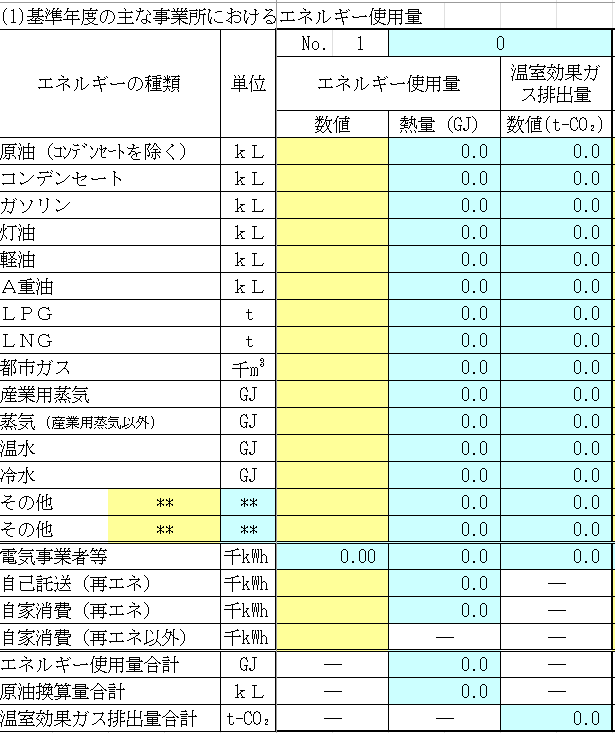 (1)基準年度の主な事業所におけるエネルギー使用量
エネルギーの種類 単位 No. 1 0
エネルギー使用量 温室効果ガス排出量
数値 熱量 (GJ) 数値(t-CO₂)
原油（ｺﾝﾃﾞﾝｾｰﾄを除く） ｋＬ 0.0 0.0
コンデンセート ｋＬ 0.0 0.0
ガソリン ｋＬ 0.0 0.0
灯油 ｋＬ 0.0 0.0
軽油 ｋＬ 0.0 0.0
Ａ重油 ｋＬ 0.0 0.0
ＬＰＧ ｔ 0.0 0.0
ＬＮＧ ｔ 0.0 0.0
都市ガス 千m³ 0.0 0.0
産業用蒸気 GJ 0.0 0.0
蒸気（産業用蒸気以外） GJ 0.0 0.0
温水 GJ 0.0 0.0
冷水 GJ 0.0 0.0
その他 ** ** 0.0 0.0
その他 ** ** 0.0 0.0
電気事業者等 千kWh 0.00 0.0 0.0
自己託送（再エネ） 千kWh 0.0 ―
自家消費（再エネ） 千kWh 0.0 ―
自家消費（再エネ以外） 千kWh ― ―
エネルギー使用量合計 GJ ― 0.0 ―
原油換算量合計 ｋＬ ― 0.0 ―
温室効果ガス排出量合計 t-CO₂ ― ― 0.0